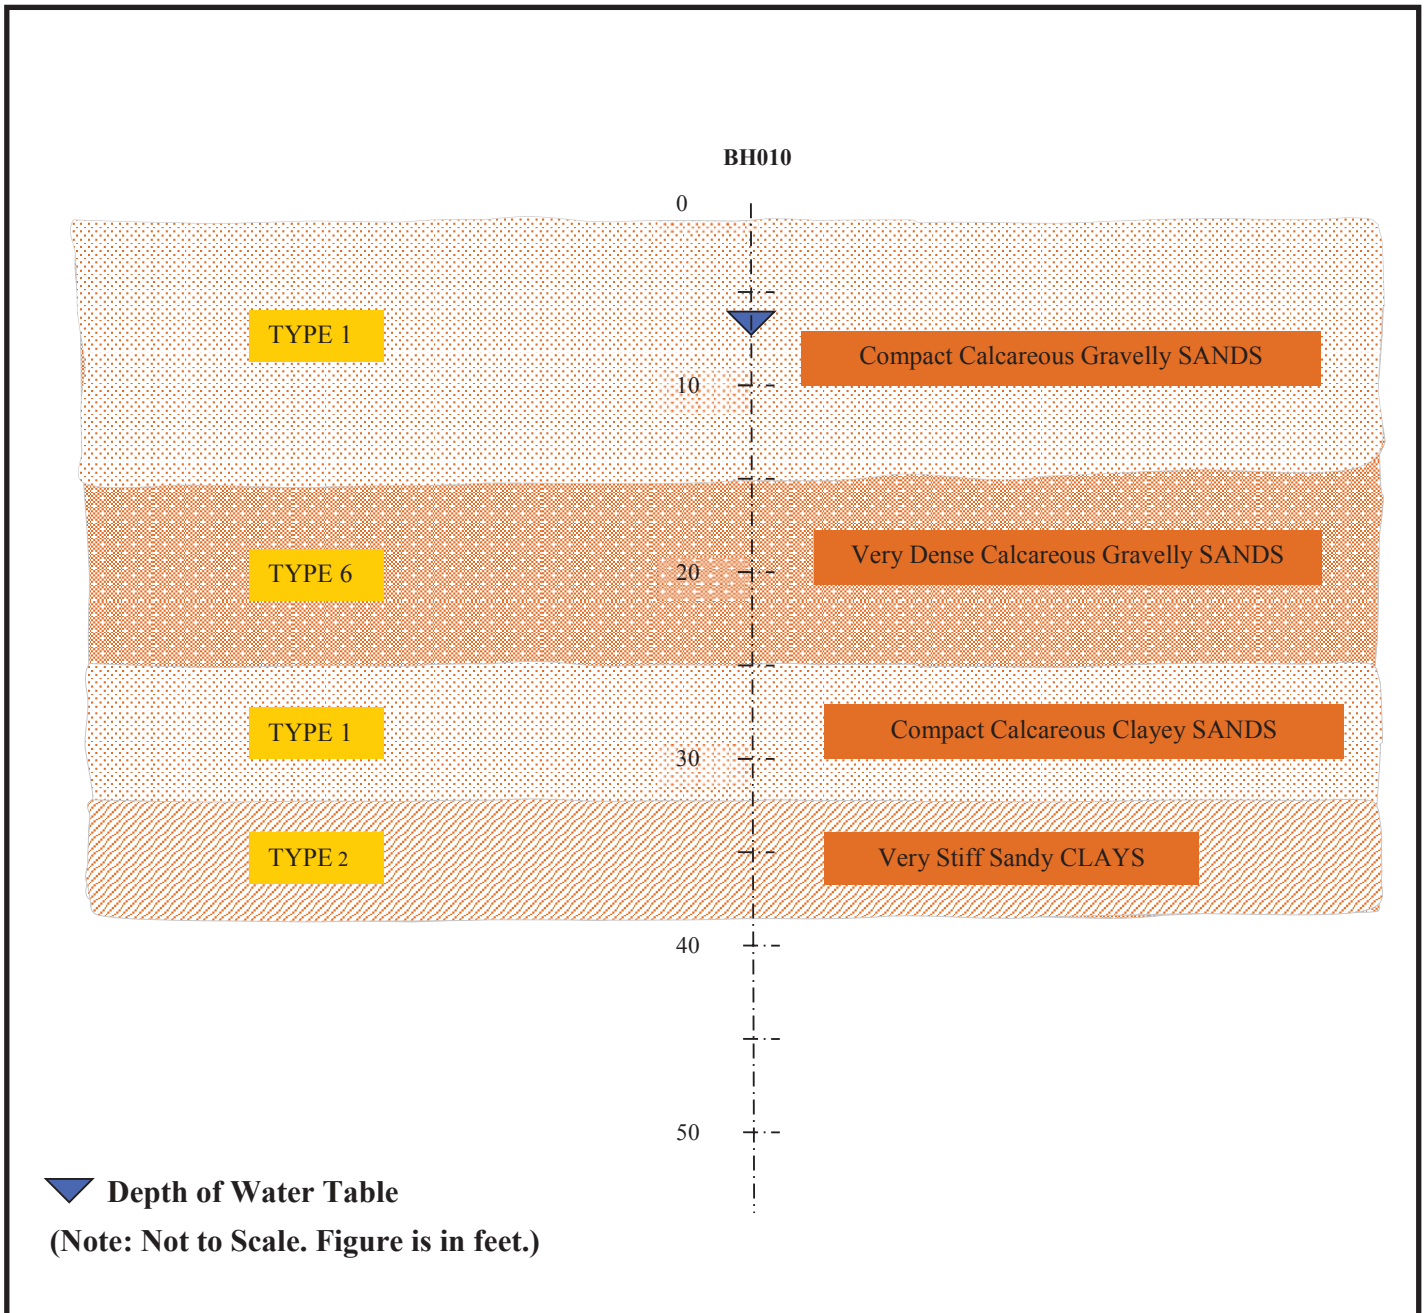 BH010
0
TYPE 1
Compact Calcareous Gravelly SANDS
10
Very Dense Calcareous Gravelly SANDS
TYPE 6
20
TYPE 1
Compact Calcareous Clayey SANDS
30
TYPE 2
Very Stiff Sandy CLAYS
40
50
Depth of Water Table
(Note: Not to Scale. Figure is in feet.)